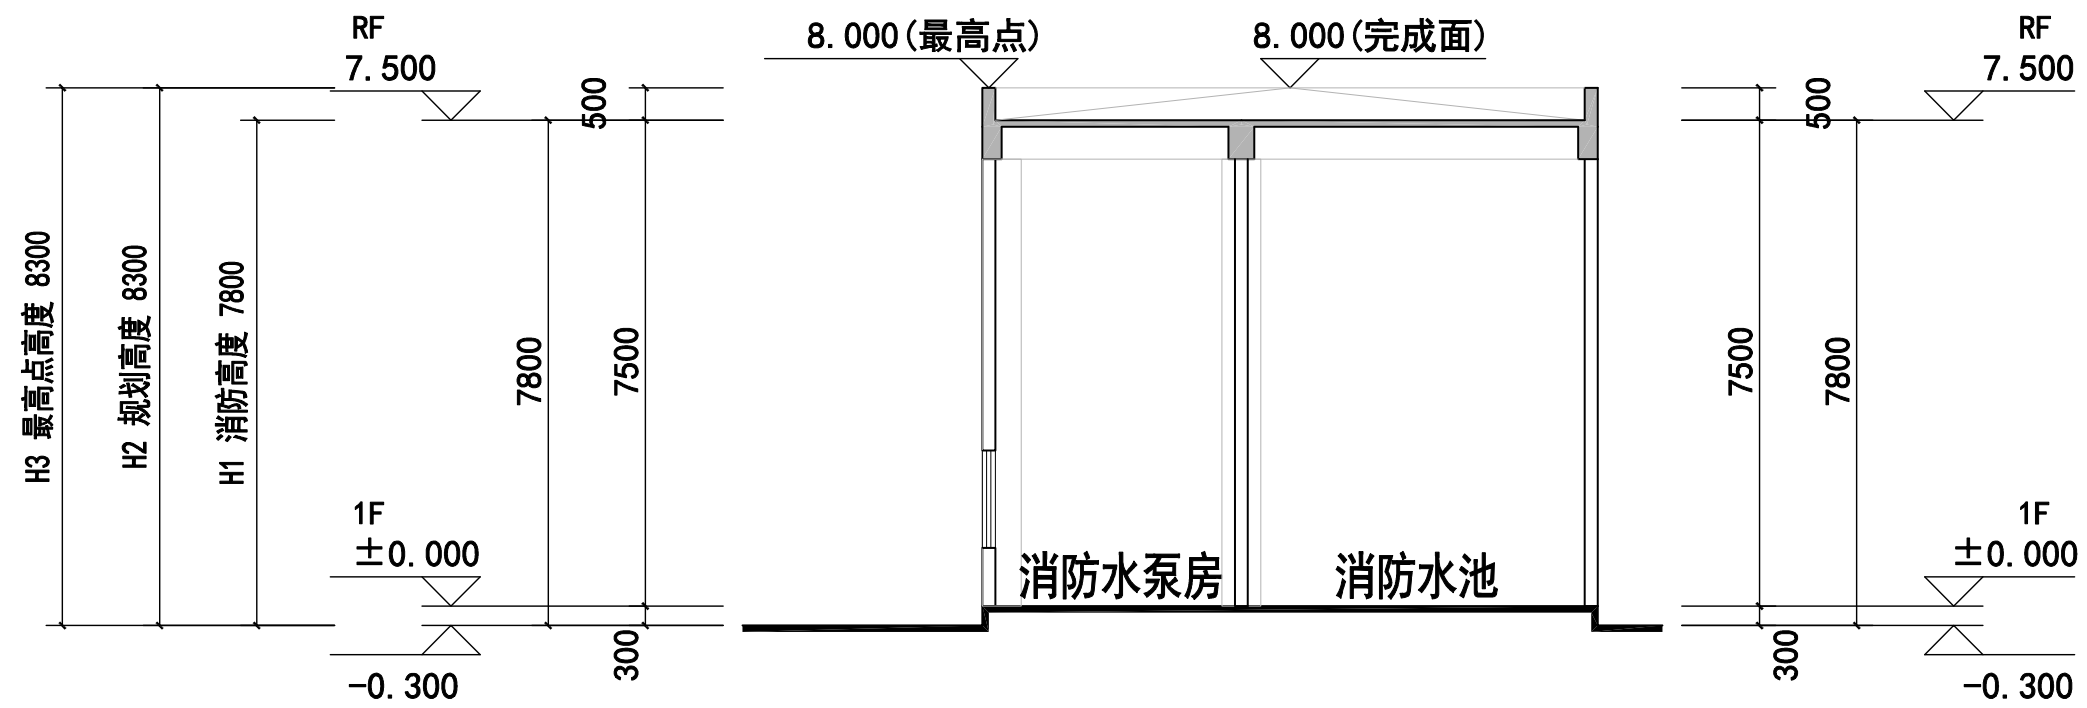 RF
7.500
8.000(最高点)
8.000(完成面)
RF
7.500
500
500
H3 最高点高度 8300
H2 规划高度 8300
H1 消防高度 7800
7800
7500
7500
7800
1F
±0.000
消防水泵房
消防水池
1F
±0.000
300
300
-0.300
-0.300